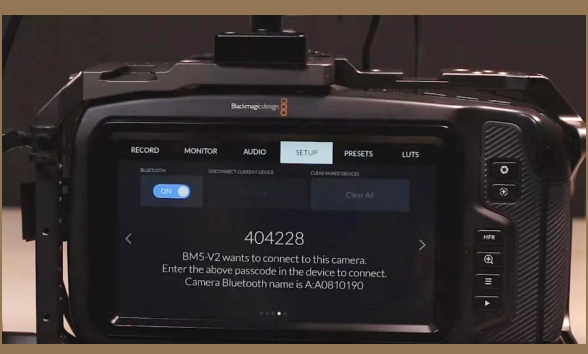 Blackmagicdesign
RECORD MONITOR AUDIO SETUP PRESETS LUTS
BLUETOOTH DISCONNECT CURRENT DEVICE CLEAR PAIRED DEVICES
ON Clear All
404228
BM5-V2 wants to connect to this camera.
Enter the above passcode in the device to connect.
Camera Bluetooth name is A:A0810190
HFR